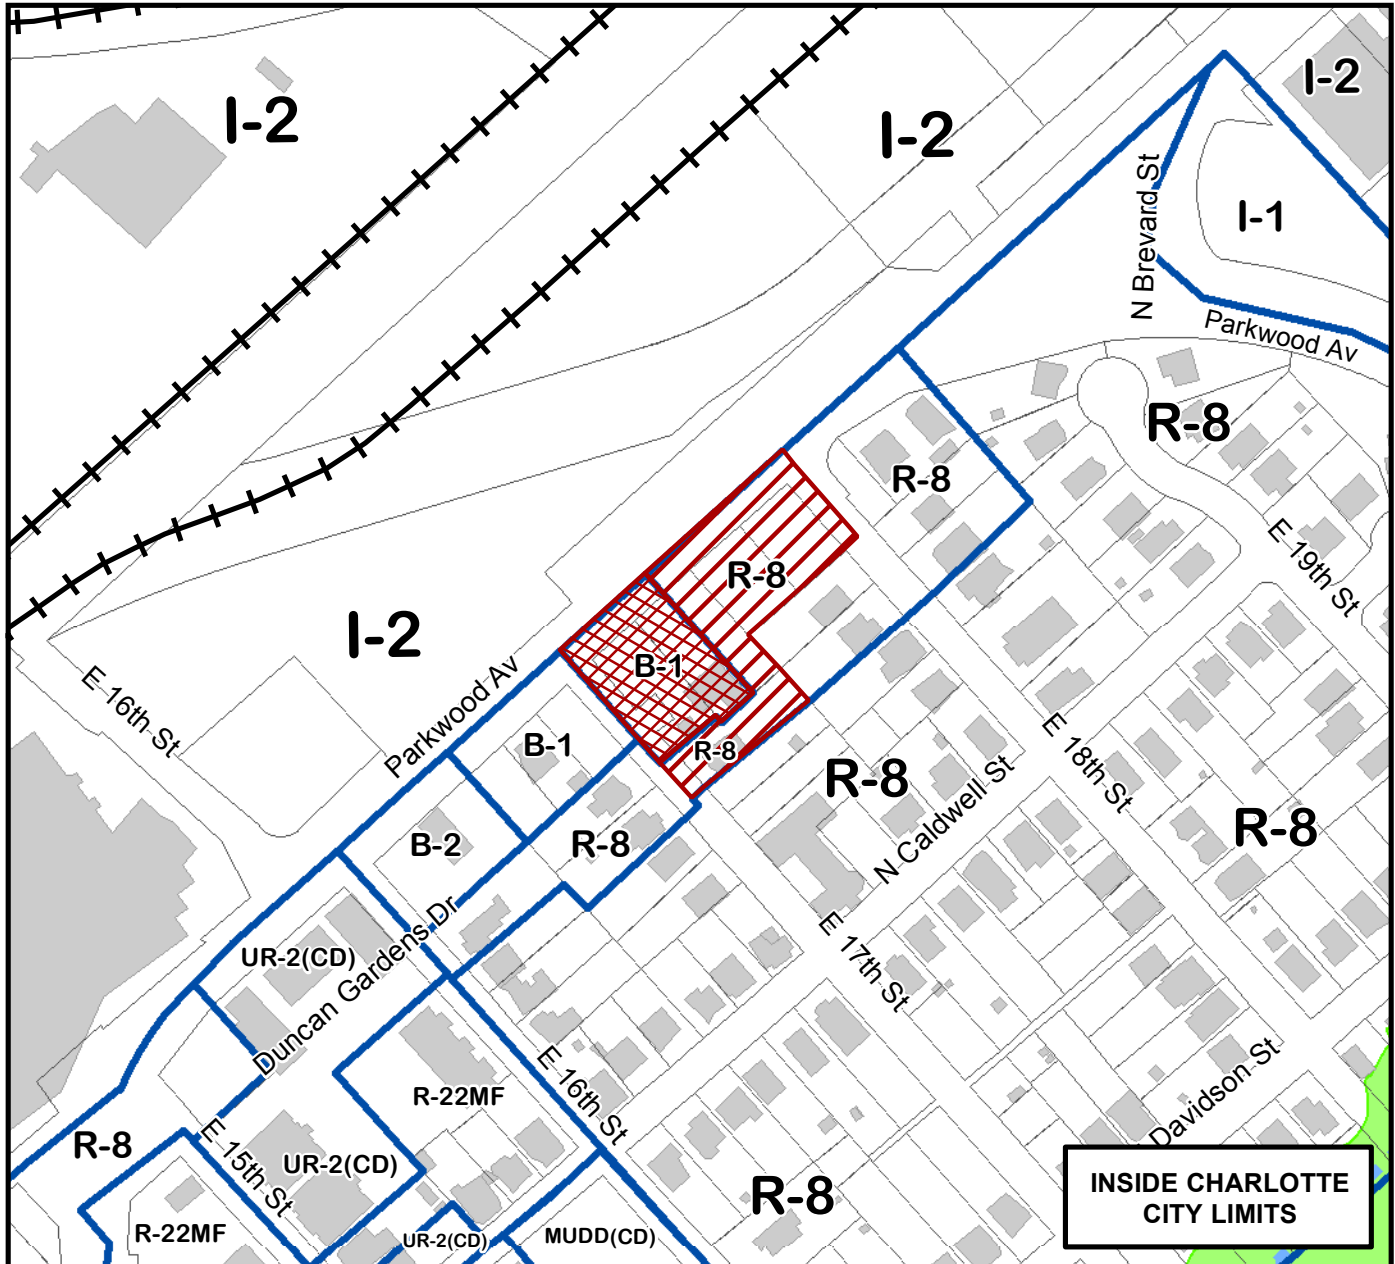 I-2
I-2
I-2
N Brevard St
I-1
Parkwood Av
R-8
R-8
E 19th St
R-8
I-2
B-1
E 16th St
Parkwood Av
E 18th St
B-1
R-8
R-8
N Caldwell St
R-8
B-2
R-8
E 17th St
UR-2(CD)
Duncan Gardens Dr
E 16th St
R-22MF
Davidson St
R-8
E 15th St
UR-2(CD)
R-8
INSIDE CHARLOTTE
CITY LIMITS
R-22MF
UR-2(CD)
MUDD(CD)